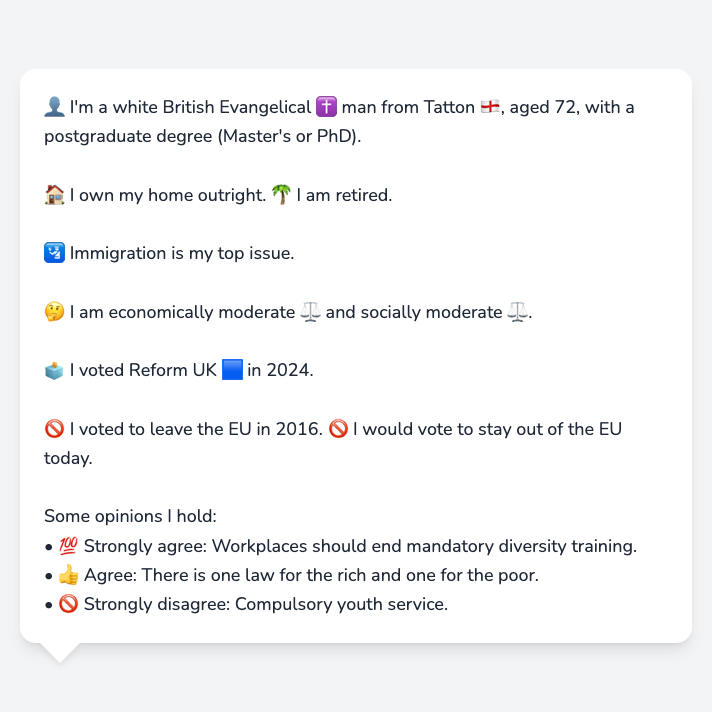 👤 I'm a white British Evangelical ✝️ man from Tatton 🏴󠁧󠁢󠁥󠁮󠁧󠁿, aged 72, with a
postgraduate degree (Master's or PhD).
🏠 I own my home outright. 🌴 I am retired.
🛂 Immigration is my top issue.
🤔 I am economically moderate ⚖️ and socially moderate ⚖️.
🗳️ I voted Reform UK 🟦 in 2024.
🚫 I voted to leave the EU in 2016. 🚫 I would vote to stay out of the EU
today.
Some opinions I hold:
• 💯 Strongly agree: Workplaces should end mandatory diversity training.
• 👍 Agree: There is one law for the rich and one for the poor.
• 🚫 Strongly disagree: Compulsory youth service.